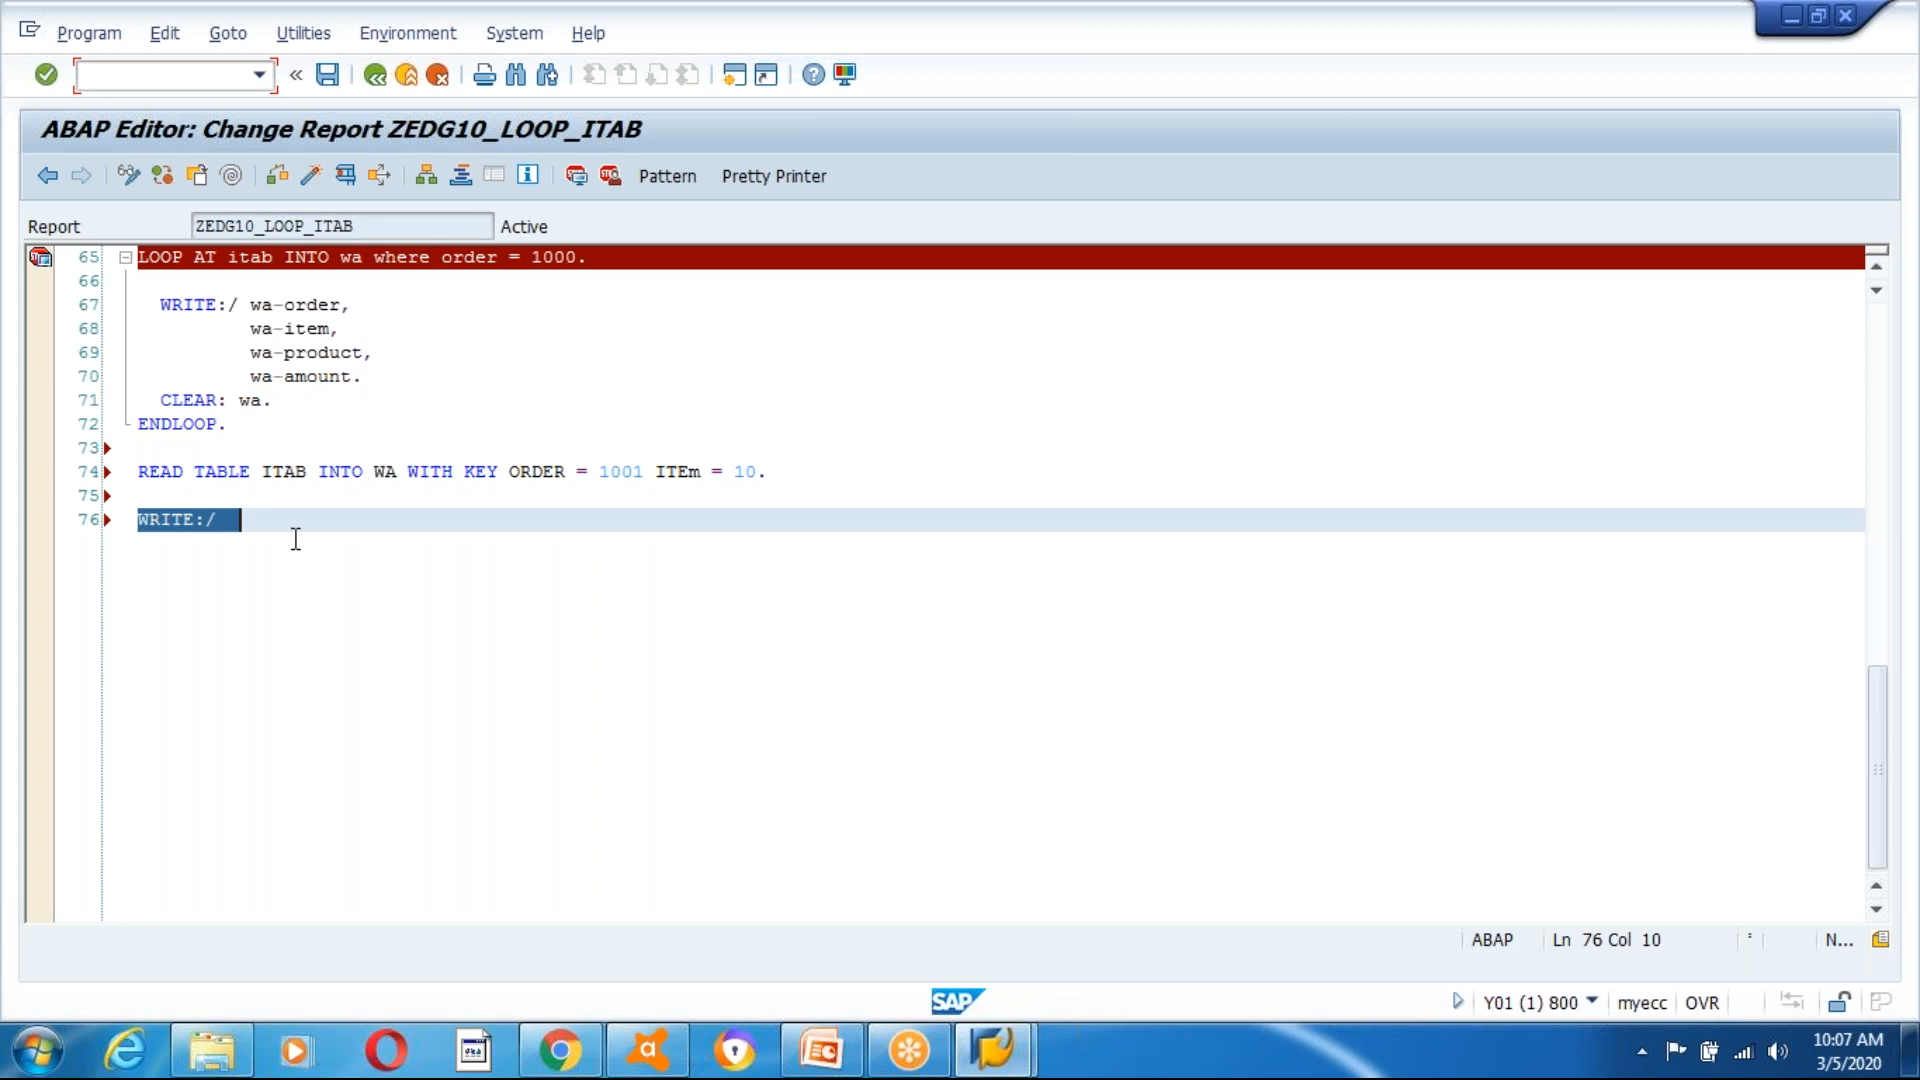 Program Edit Goto Utilities Environment System Help
ABAP Editor: Change Report ZEDG10_LOOP_ITAB
Pattern Pretty Printer
Report ZEDG10_LOOP_ITAB Active
65 LOOP AT itab INTO wa where order = 1000.
66
67 WRITE:/ wa-order,
68 wa-item,
69 wa-product,
70 wa-amount.
71 CLEAR: wa.
72 ENDLOOP.
73
74 READ TABLE ITAB INTO WA WITH KEY ORDER = 1001 ITEm = 10.
75
76 WRITE:/
ABAP Ln 76 Col 10 N...
SAP Y01 (1) 800 myecc OVR
10:07 AM
3/5/2020